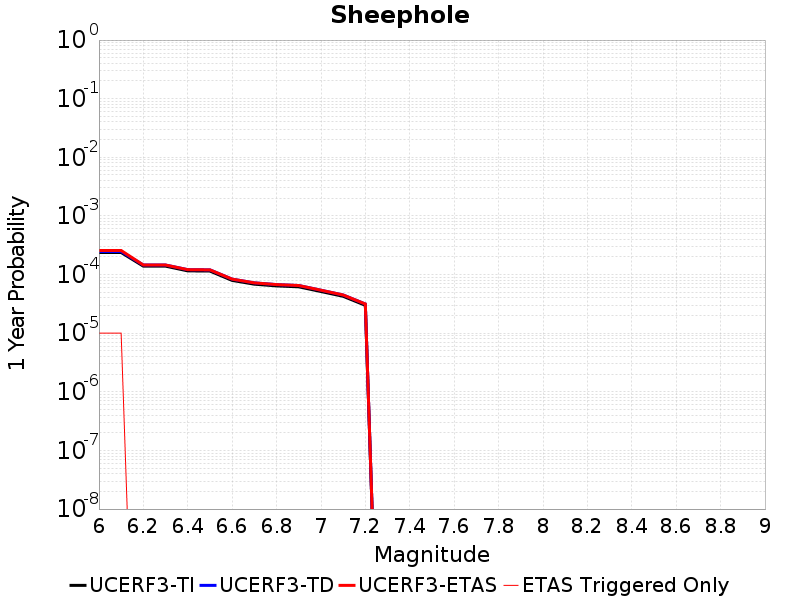 Sheephole
10^0
10^-1
10^-2
10^-3
10^-4
10^-5
10^-6
10^-7
10^-8
1 Year Probability
6 6.2 6.4 6.6 6.8 7 7.2 7.4 7.6 7.8 8 8.2 8.4 8.6 8.8 9
Magnitude
UCERF3-TI UCERF3-TD UCERF3-ETAS ETAS Triggered Only